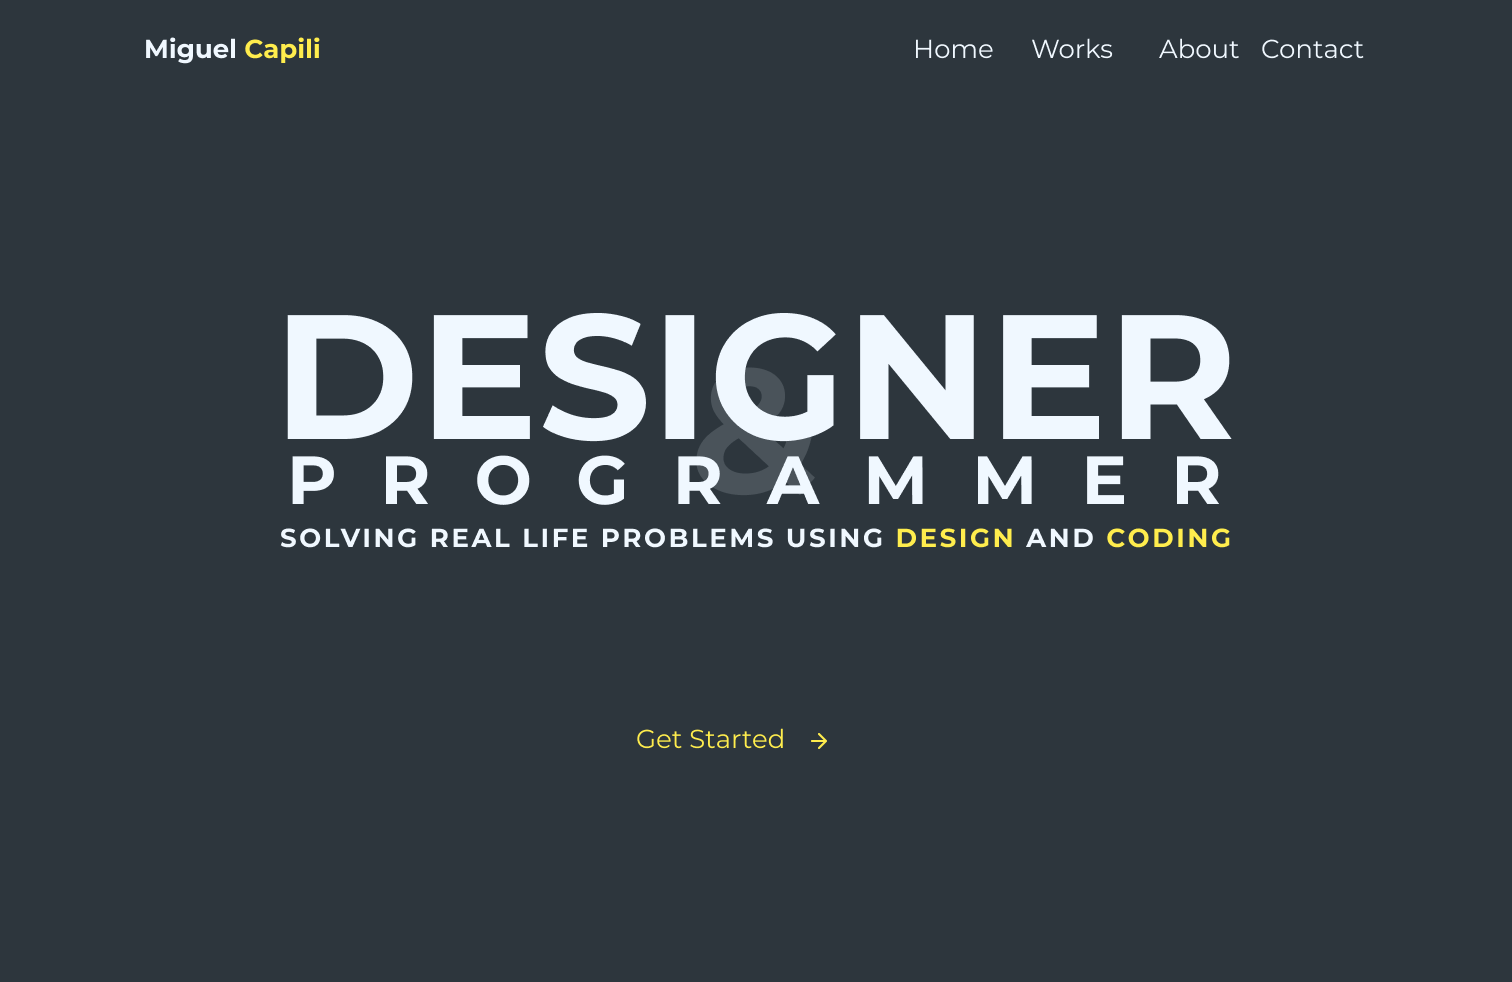 Miguel Capili
Home Works About Contact
DESIGNER
&
PROGRAMMER
SOLVING REAL LIFE PROBLEMS USING DESIGN AND CODING
Get Started →